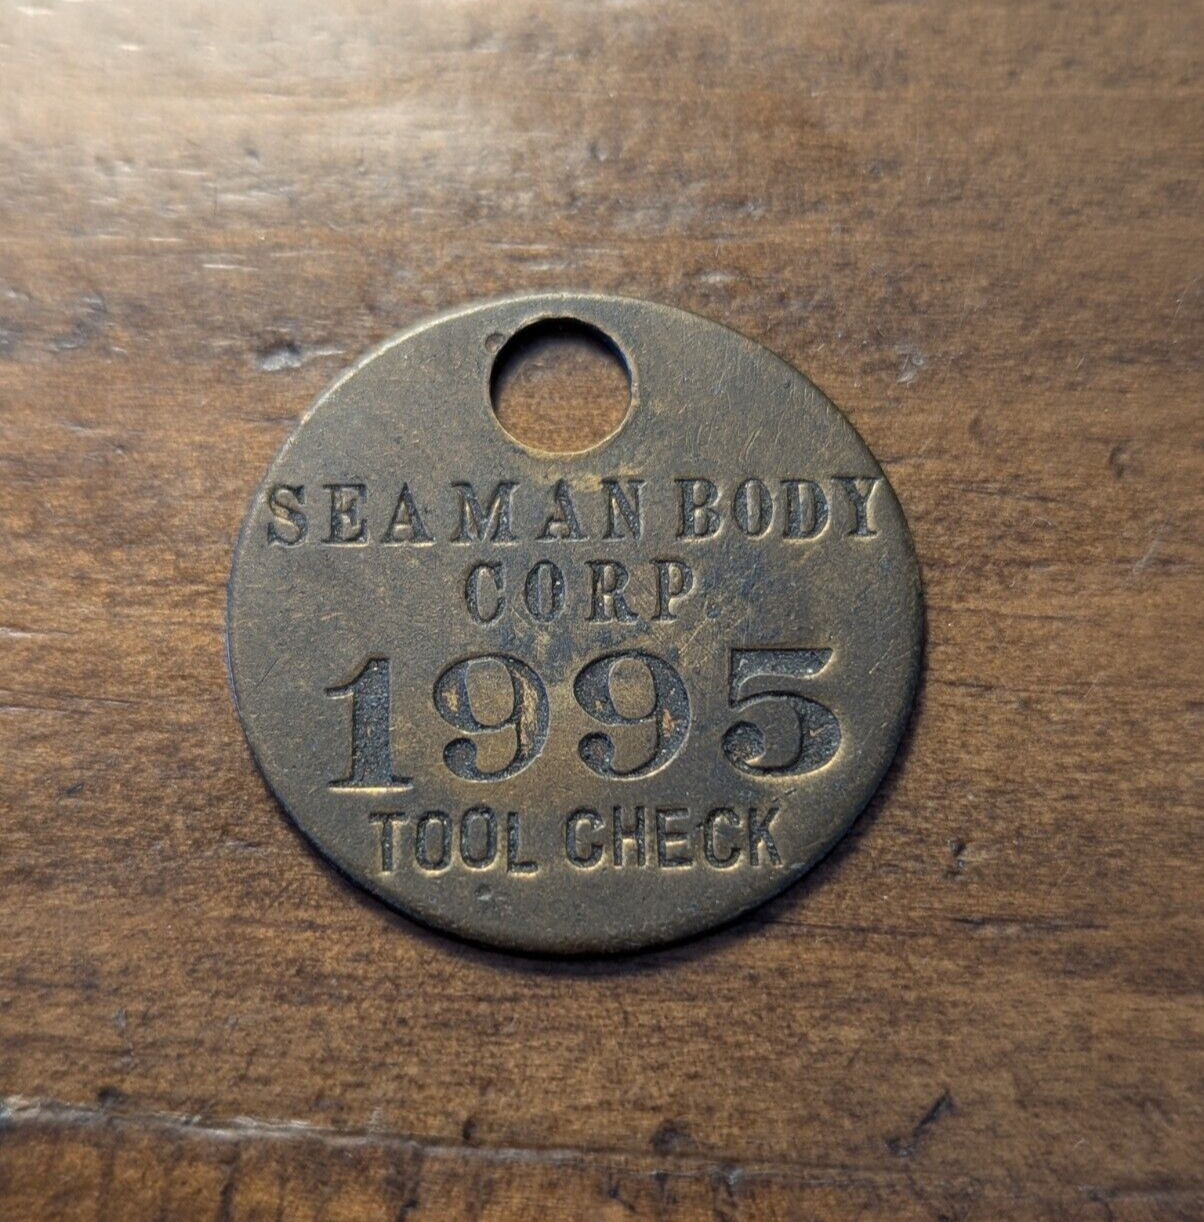 SEAMAN BODY
CORP.
1995
TOOL CHECK